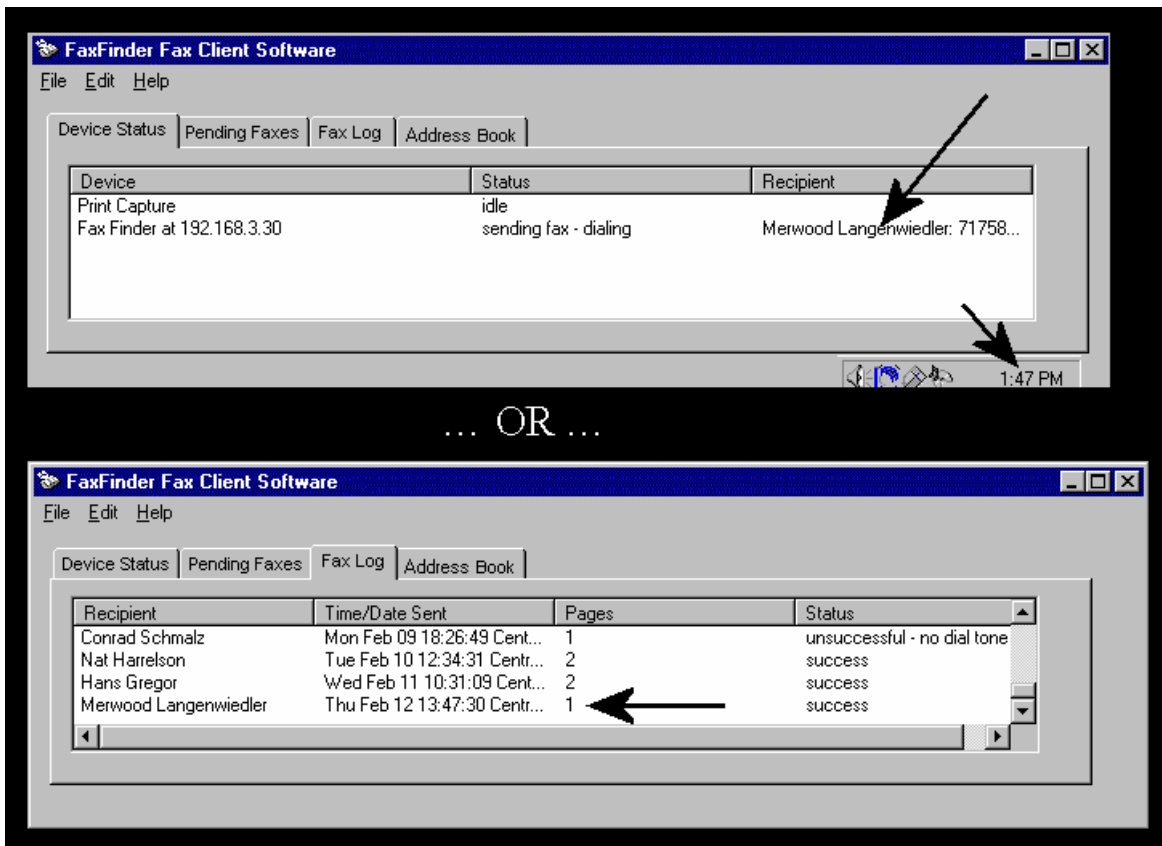 FaxFinder Fax Client Software
File Edit Help
Device Status Pending Faxes Fax Log Address Book
Device Status Recipient
Print Capture idle
Fax Finder at 192.168.3.30 sending fax - dialing Merwood Langenwiedler: 71758...
1:47 PM
... OR ...
FaxFinder Fax Client Software
File Edit Help
Device Status Pending Faxes Fax Log Address Book
Recipient Time/Date Sent Pages Status
Conrad Schmalz Mon Feb 09 18:26:49 Cent... 1 unsuccessful - no dial tone
Nat Harrelson Tue Feb 10 12:34:31 Centr... 2 success
Hans Gregor Wed Feb 11 10:31:09 Cent... 2 success
Merwood Langenwiedler Thu Feb 12 13:47:30 Centr... 1 success